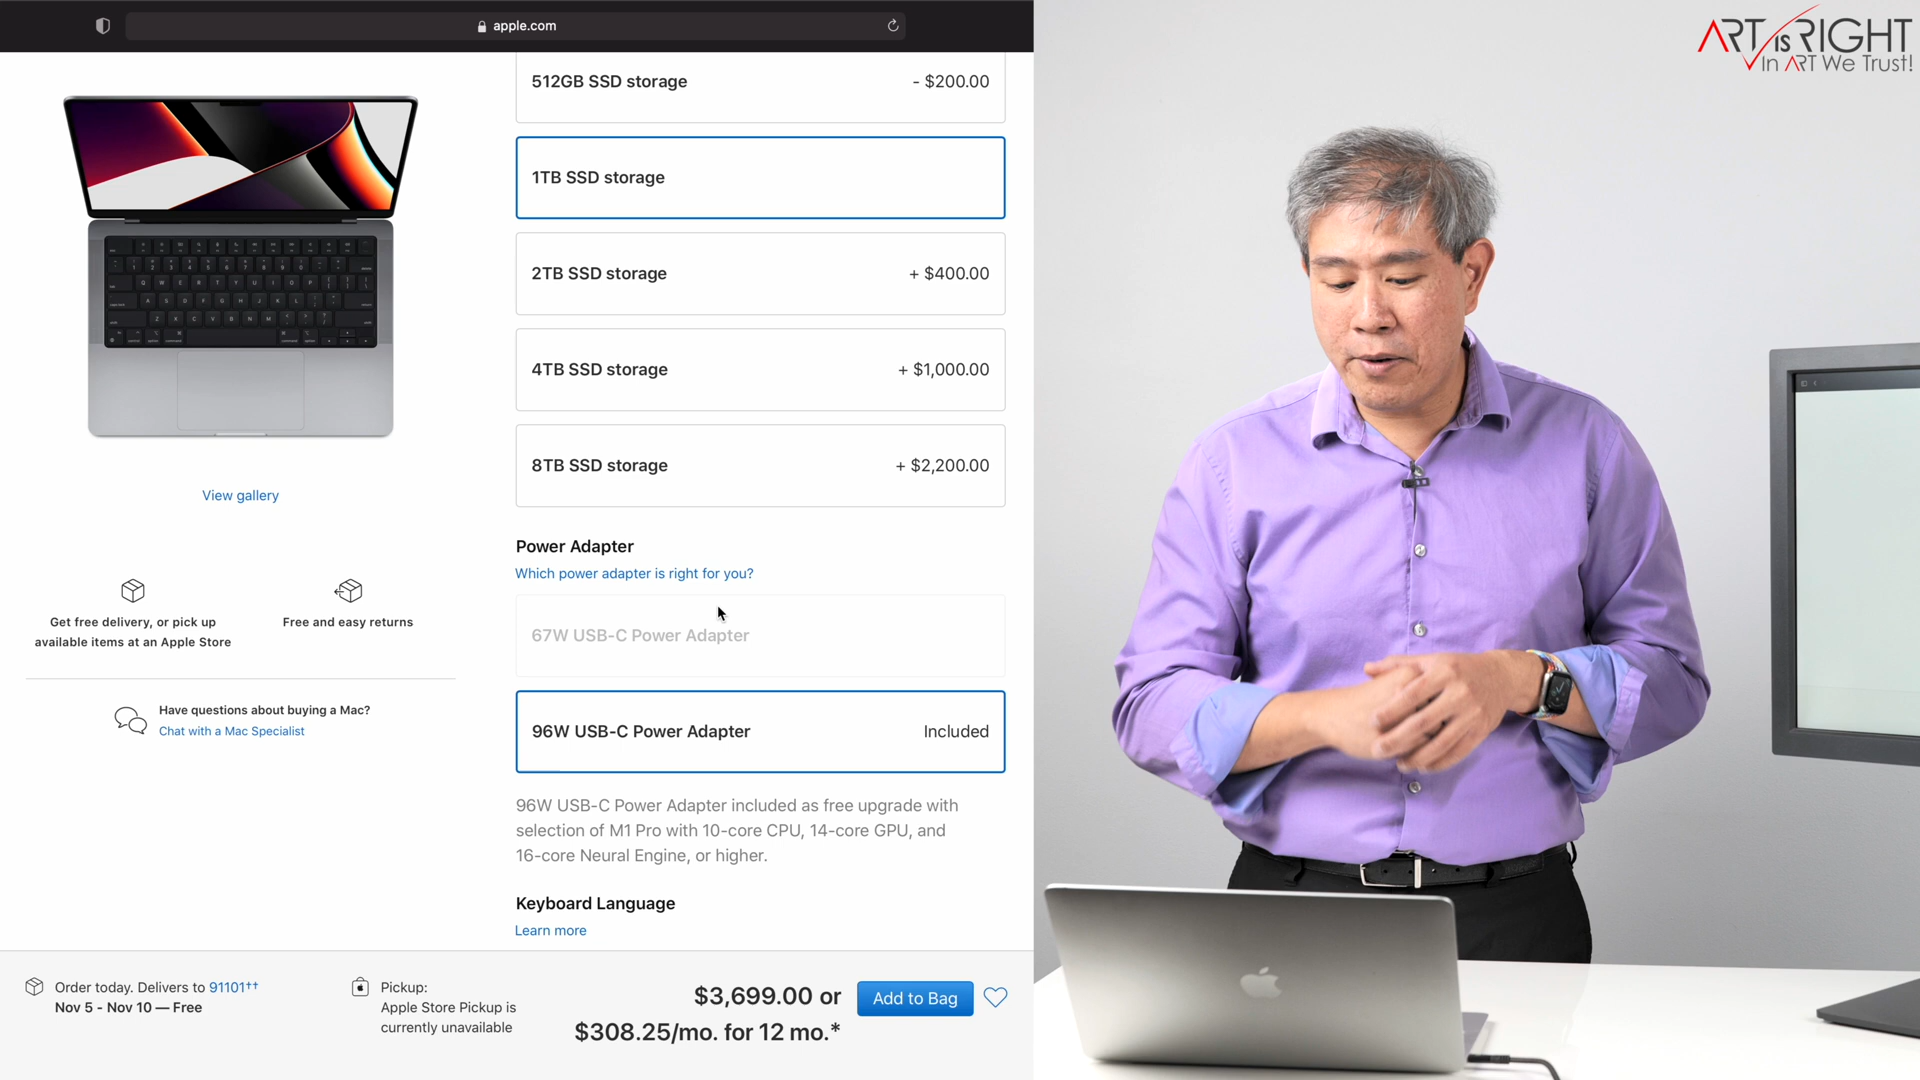 apple.com
512GB SSD storage - $200.00
1TB SSD storage
2TB SSD storage + $400.00
4TB SSD storage + $1,000.00
8TB SSD storage + $2,200.00
View gallery
Power Adapter
Which power adapter is right for you?
67W USB-C Power Adapter
96W USB-C Power Adapter Included
96W USB-C Power Adapter included as free upgrade with
selection of M1 Pro with 10-core CPU, 14-core GPU, and
16-core Neural Engine, or higher.
Keyboard Language
Learn more
Get free delivery, or pick up
available items at an Apple Store
Free and easy returns
Have questions about buying a Mac?
Chat with a Mac Specialist
Order today. Delivers to 91101††
Nov 5 - Nov 10 — Free
Pickup:
Apple Store Pickup is
currently unavailable
$3,699.00 or
$308.25/mo. for 12 mo.*
Add to Bag
ART iS RIGHT
In ART We Trust!